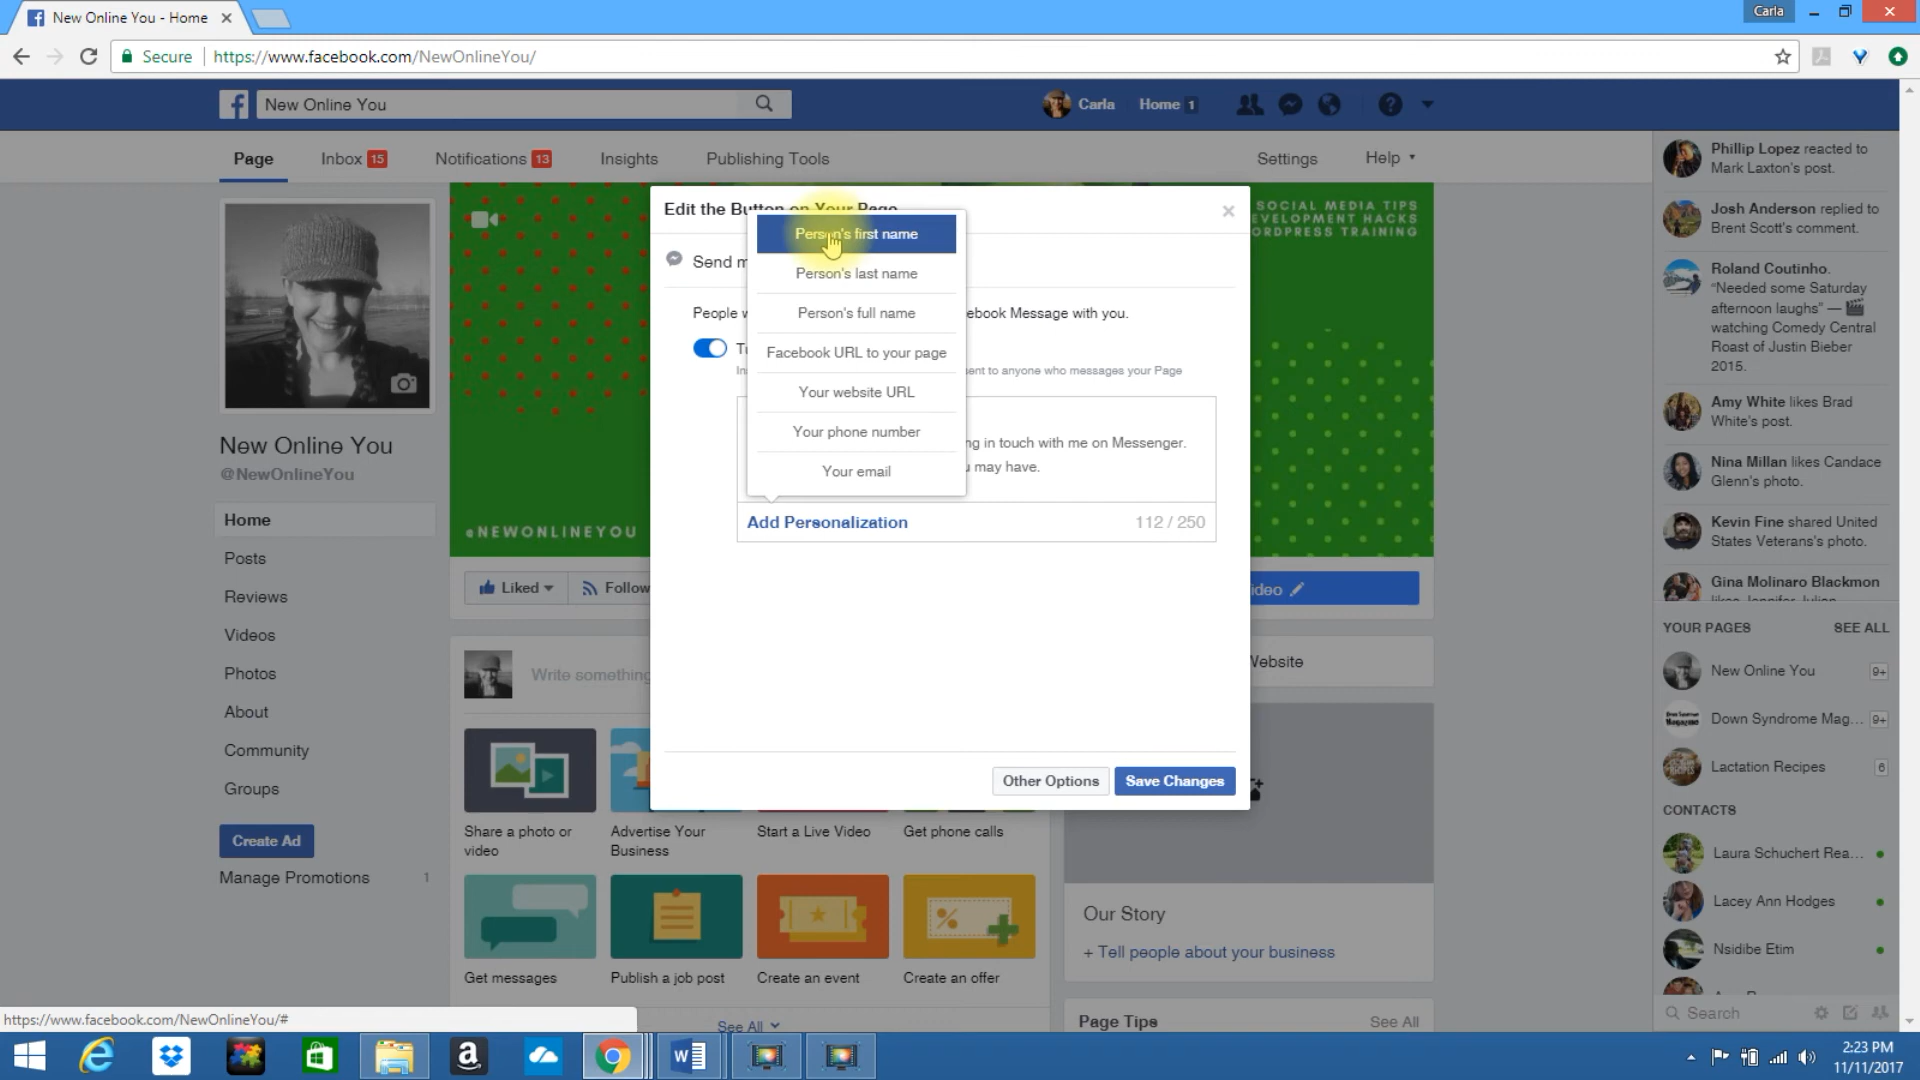 New Online You - Home
Carla
Secure
https://www.facebook.com/NewOnlineYou/
New Online You
Carla
Home 1
Page
Inbox 15
Notifications 13
Insights
Publishing Tools
Settings
Help
New Online You
@NewOnlineYou
Home
Posts
Reviews
Videos
Photos
About
Community
Groups
Create Ad
Manage Promotions 1
@NEWONLINEYOU
SOCIAL MEDIA TIPS
EVELOPMENT HACKS
ORDPRESS TRAINING
Liked
Follow
ideo
Write something
Website
Edit the Button on Your Page
Send m
People w
ebook Message with you.
ent to anyone who messages your Page
ng in touch with me on Messenger.
u may have.
Person's first name
Person's last name
Person's full name
Facebook URL to your page
Your website URL
Your phone number
Your email
Add Personalization
112 / 250
Other Options
Save Changes
Share a photo or
video
Advertise Your
Business
Start a Live Video
Get phone calls
Get messages
Publish a job post
Create an event
Create an offer
See All
Our Story
+ Tell people about your business
Page Tips
See All
Phillip Lopez reacted to
Mark Laxton's post.
Josh Anderson replied to
Brent Scott's comment.
Roland Coutinho.
“Needed some Saturday
afternoon laughs” —
watching Comedy Central
Roast of Justin Bieber
2015.
Amy White likes Brad
White's post.
Nina Millan likes Candace
Glenn's photo.
Kevin Fine shared United
States Veterans's photo.
Gina Molinaro Blackmon
YOUR PAGES
SEE ALL
New Online You 9+
Down Syndrome Mag... 9+
Lactation Recipes 6
CONTACTS
Laura Schuchert Rea...
Lacey Ann Hodges
Nsidibe Etim
Search
https://www.facebook.com/NewOnlineYou/#
2:23 PM
11/11/2017